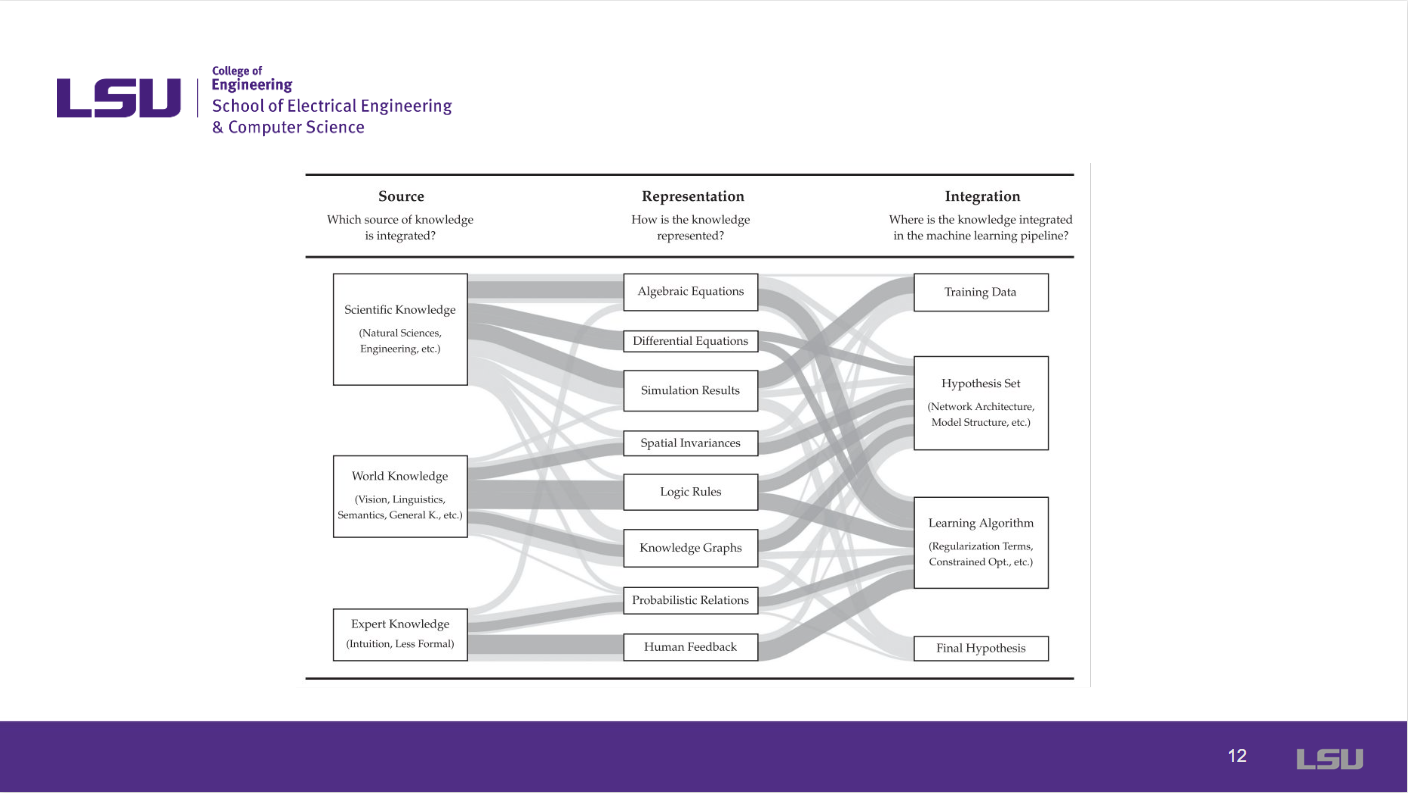 LSU
College of
Engineering
School of Electrical Engineering
& Computer Science
Source
Which source of knowledge
is integrated?
Representation
How is the knowledge
represented?
Integration
Where is the knowledge integrated
in the machine learning pipeline?
Scientific Knowledge
(Natural Sciences,
Engineering, etc.)
World Knowledge
(Vision, Linguistics,
Semantics, General K., etc.)
Expert Knowledge
(Intuition, Less Formal)
Algebraic Equations
Differential Equations
Simulation Results
Spatial Invariances
Logic Rules
Knowledge Graphs
Probabilistic Relations
Human Feedback
Training Data
Hypothesis Set
(Network Architecture,
Model Structure, etc.)
Learning Algorithm
(Regularization Terms,
Constrained Opt., etc.)
Final Hypothesis
12
LSU